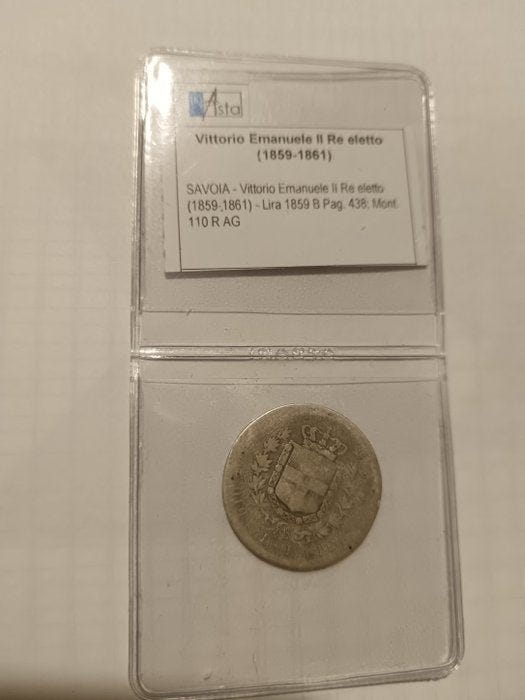 Asta
Vittorio Emanuele II Re eletto
(1859-1861)
SAVOIA - Vittorio Emanuele II Re eletto
(1859-1861) - Lira 1859 B Pag. 438; Mont.
110 R AG